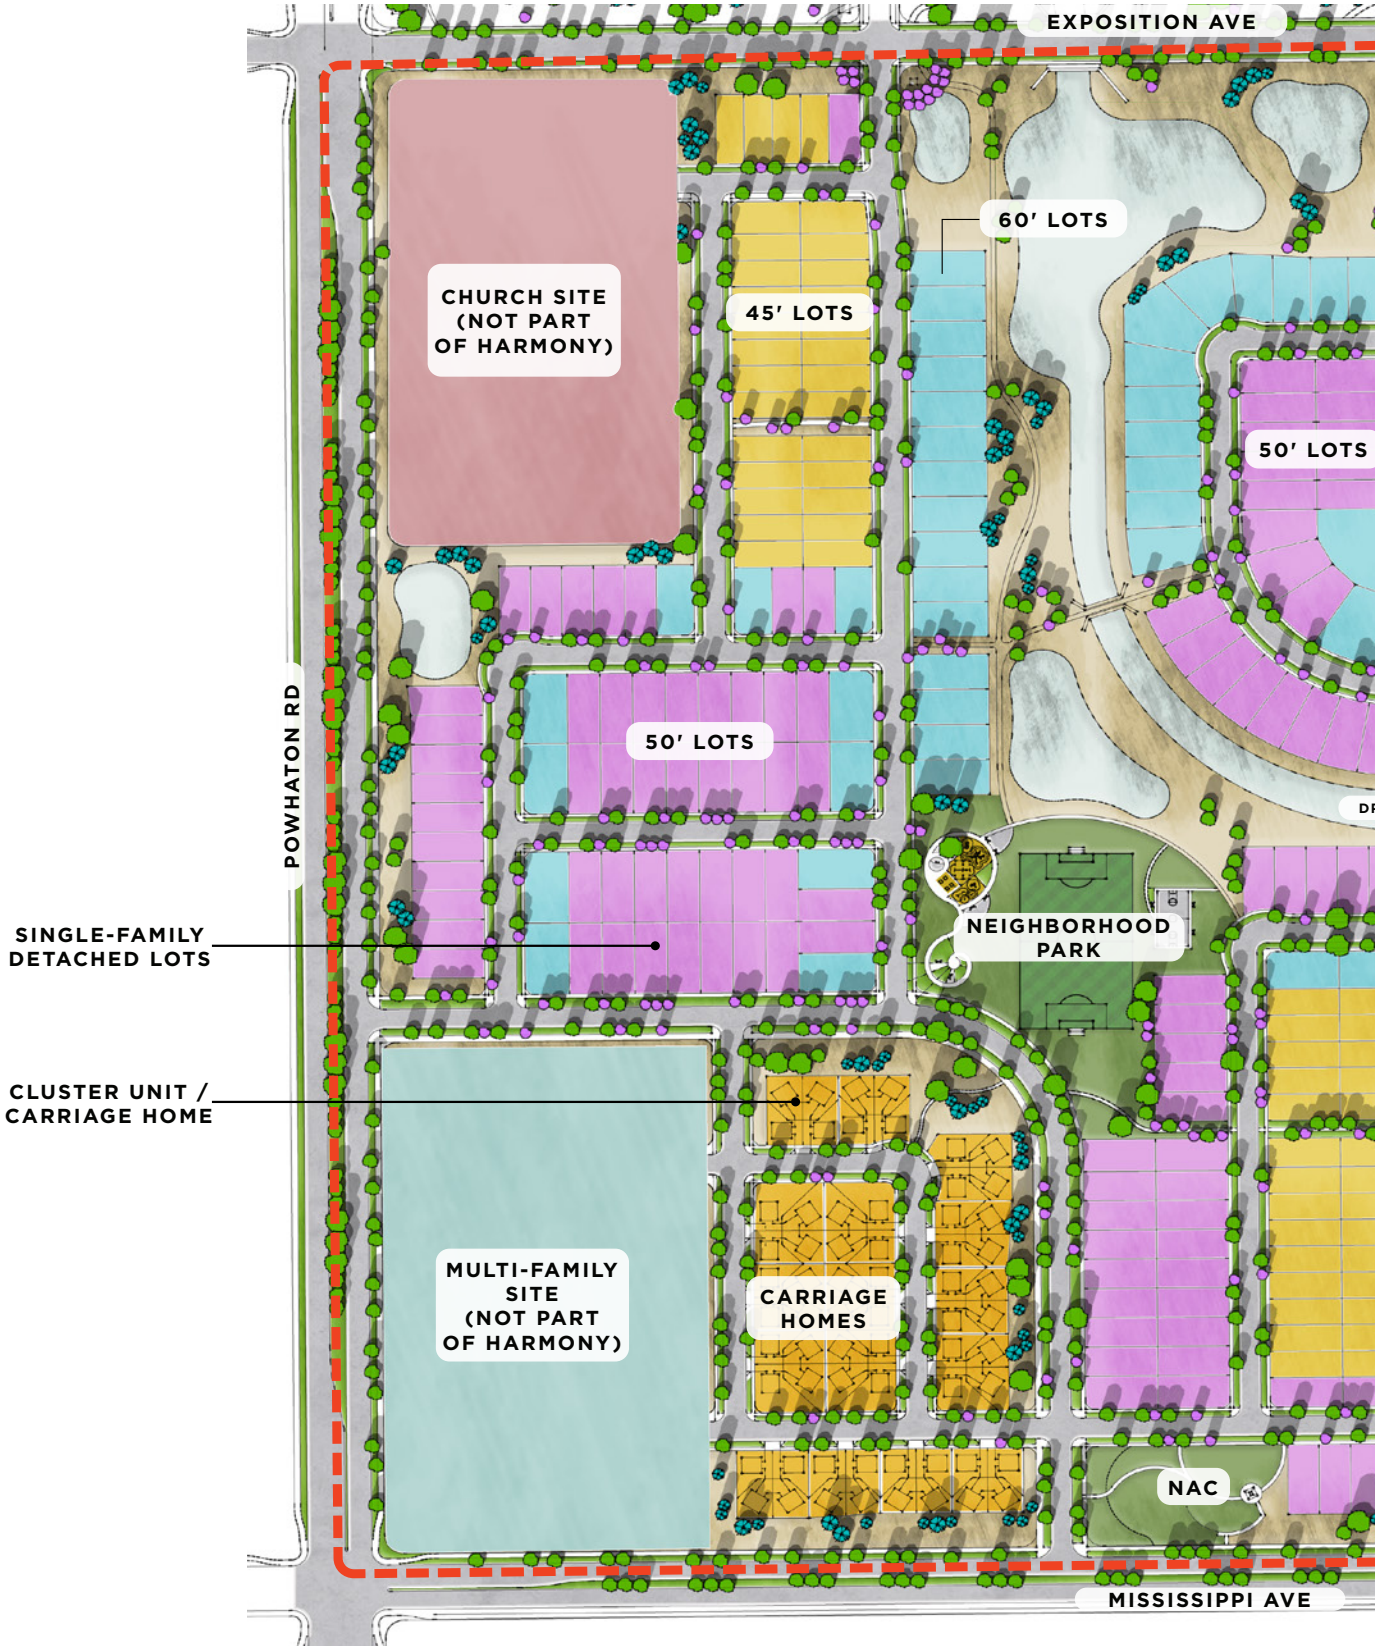 EXPOSITION AVE
60' LOTS
CHURCH SITE
(NOT PART
OF HARMONY)
45' LOTS
50' LOTS
POWHATON RD
50' LOTS
SINGLE-FAMILY
DETACHED LOTS
NEIGHBORHOOD
PARK
CLUSTER UNIT /
CARRIAGE HOME
MULTI-FAMILY
SITE
(NOT PART
OF HARMONY)
CARRIAGE
HOMES
NAC
MISSISSIPPI AVE